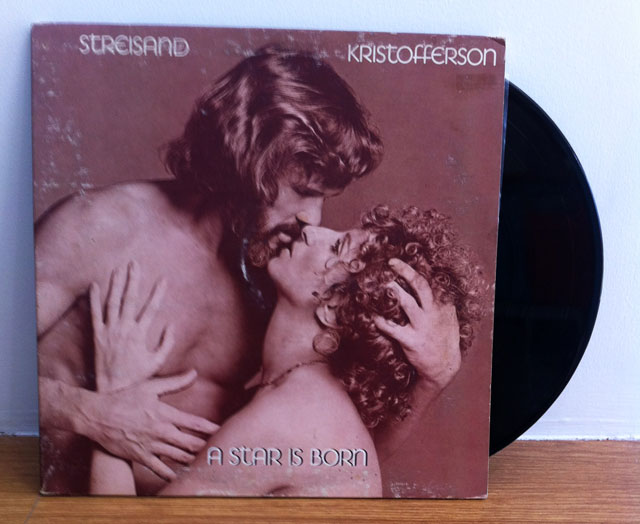 STREISAND KRISTOFFERSON
A STAR IS BORN